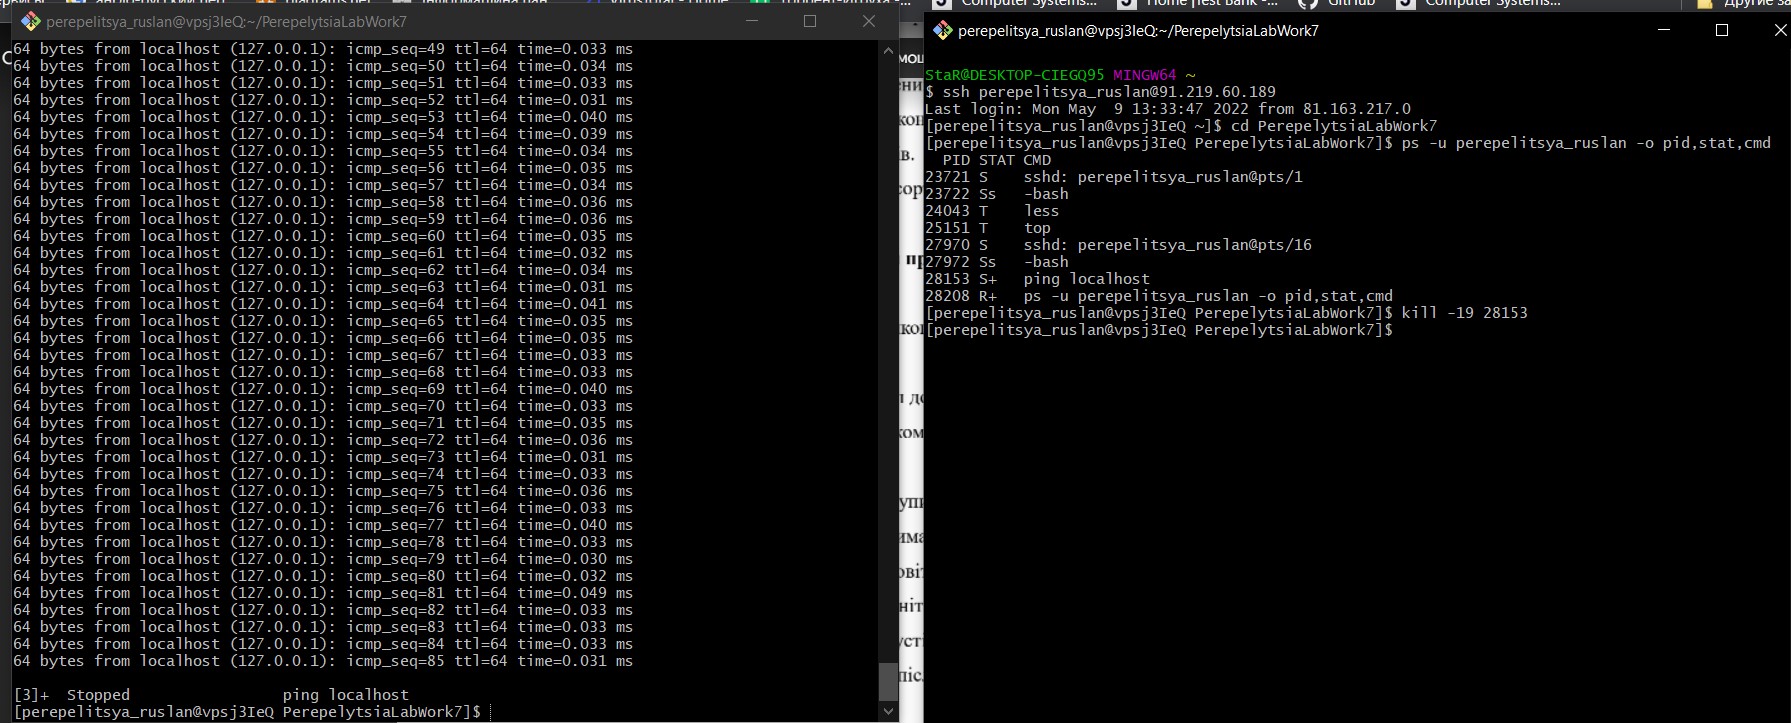 perepelitsya_ruslan@vpsj3IeQ:~/PerepelytsiaLabWork7
64 bytes from localhost (127.0.0.1): icmp_seq=49 ttl=64 time=0.033 ms
64 bytes from localhost (127.0.0.1): icmp_seq=50 ttl=64 time=0.034 ms
64 bytes from localhost (127.0.0.1): icmp_seq=51 ttl=64 time=0.033 ms
64 bytes from localhost (127.0.0.1): icmp_seq=52 ttl=64 time=0.031 ms
64 bytes from localhost (127.0.0.1): icmp_seq=53 ttl=64 time=0.040 ms
64 bytes from localhost (127.0.0.1): icmp_seq=54 ttl=64 time=0.039 ms
64 bytes from localhost (127.0.0.1): icmp_seq=55 ttl=64 time=0.034 ms
64 bytes from localhost (127.0.0.1): icmp_seq=56 ttl=64 time=0.035 ms
64 bytes from localhost (127.0.0.1): icmp_seq=57 ttl=64 time=0.034 ms
64 bytes from localhost (127.0.0.1): icmp_seq=58 ttl=64 time=0.036 ms
64 bytes from localhost (127.0.0.1): icmp_seq=59 ttl=64 time=0.036 ms
64 bytes from localhost (127.0.0.1): icmp_seq=60 ttl=64 time=0.035 ms
64 bytes from localhost (127.0.0.1): icmp_seq=61 ttl=64 time=0.032 ms
64 bytes from localhost (127.0.0.1): icmp_seq=62 ttl=64 time=0.034 ms
64 bytes from localhost (127.0.0.1): icmp_seq=63 ttl=64 time=0.031 ms
64 bytes from localhost (127.0.0.1): icmp_seq=64 ttl=64 time=0.041 ms
64 bytes from localhost (127.0.0.1): icmp_seq=65 ttl=64 time=0.035 ms
64 bytes from localhost (127.0.0.1): icmp_seq=66 ttl=64 time=0.035 ms
64 bytes from localhost (127.0.0.1): icmp_seq=67 ttl=64 time=0.033 ms
64 bytes from localhost (127.0.0.1): icmp_seq=68 ttl=64 time=0.033 ms
64 bytes from localhost (127.0.0.1): icmp_seq=69 ttl=64 time=0.040 ms
64 bytes from localhost (127.0.0.1): icmp_seq=70 ttl=64 time=0.033 ms
64 bytes from localhost (127.0.0.1): icmp_seq=71 ttl=64 time=0.035 ms
64 bytes from localhost (127.0.0.1): icmp_seq=72 ttl=64 time=0.036 ms
64 bytes from localhost (127.0.0.1): icmp_seq=73 ttl=64 time=0.031 ms
64 bytes from localhost (127.0.0.1): icmp_seq=74 ttl=64 time=0.033 ms
64 bytes from localhost (127.0.0.1): icmp_seq=75 ttl=64 time=0.036 ms
64 bytes from localhost (127.0.0.1): icmp_seq=76 ttl=64 time=0.033 ms
64 bytes from localhost (127.0.0.1): icmp_seq=77 ttl=64 time=0.040 ms
64 bytes from localhost (127.0.0.1): icmp_seq=78 ttl=64 time=0.033 ms
64 bytes from localhost (127.0.0.1): icmp_seq=79 ttl=64 time=0.030 ms
64 bytes from localhost (127.0.0.1): icmp_seq=80 ttl=64 time=0.032 ms
64 bytes from localhost (127.0.0.1): icmp_seq=81 ttl=64 time=0.049 ms
64 bytes from localhost (127.0.0.1): icmp_seq=82 ttl=64 time=0.033 ms
64 bytes from localhost (127.0.0.1): icmp_seq=83 ttl=64 time=0.033 ms
64 bytes from localhost (127.0.0.1): icmp_seq=84 ttl=64 time=0.033 ms
64 bytes from localhost (127.0.0.1): icmp_seq=85 ttl=64 time=0.031 ms
[3]+  Stopped                 ping localhost
[perepelitsya_ruslan@vpsj3IeQ PerepelytsiaLabWork7]$
perepelitsya_ruslan@vpsj3IeQ:~/PerepelytsiaLabWork7
StaR@DESKTOP-CIEGQ95 MINGW64 ~
$ ssh perepelitsya_ruslan@91.219.60.189
Last login: Mon May  9 13:33:47 2022 from 81.163.217.0
[perepelitsya_ruslan@vpsj3IeQ ~]$ cd PerepelytsiaLabWork7
[perepelitsya_ruslan@vpsj3IeQ PerepelytsiaLabWork7]$ ps -u perepelitsya_ruslan -o pid,stat,cmd
  PID STAT CMD
23721 S    sshd: perepelitsya_ruslan@pts/1
23722 Ss   -bash
24043 T    less
25151 T    top
27970 S    sshd: perepelitsya_ruslan@pts/16
27972 Ss   -bash
28153 S+   ping localhost
28208 R+   ps -u perepelitsya_ruslan -o pid,stat,cmd
[perepelitsya_ruslan@vpsj3IeQ PerepelytsiaLabWork7]$ kill -19 28153
[perepelitsya_ruslan@vpsj3IeQ PerepelytsiaLabWork7]$